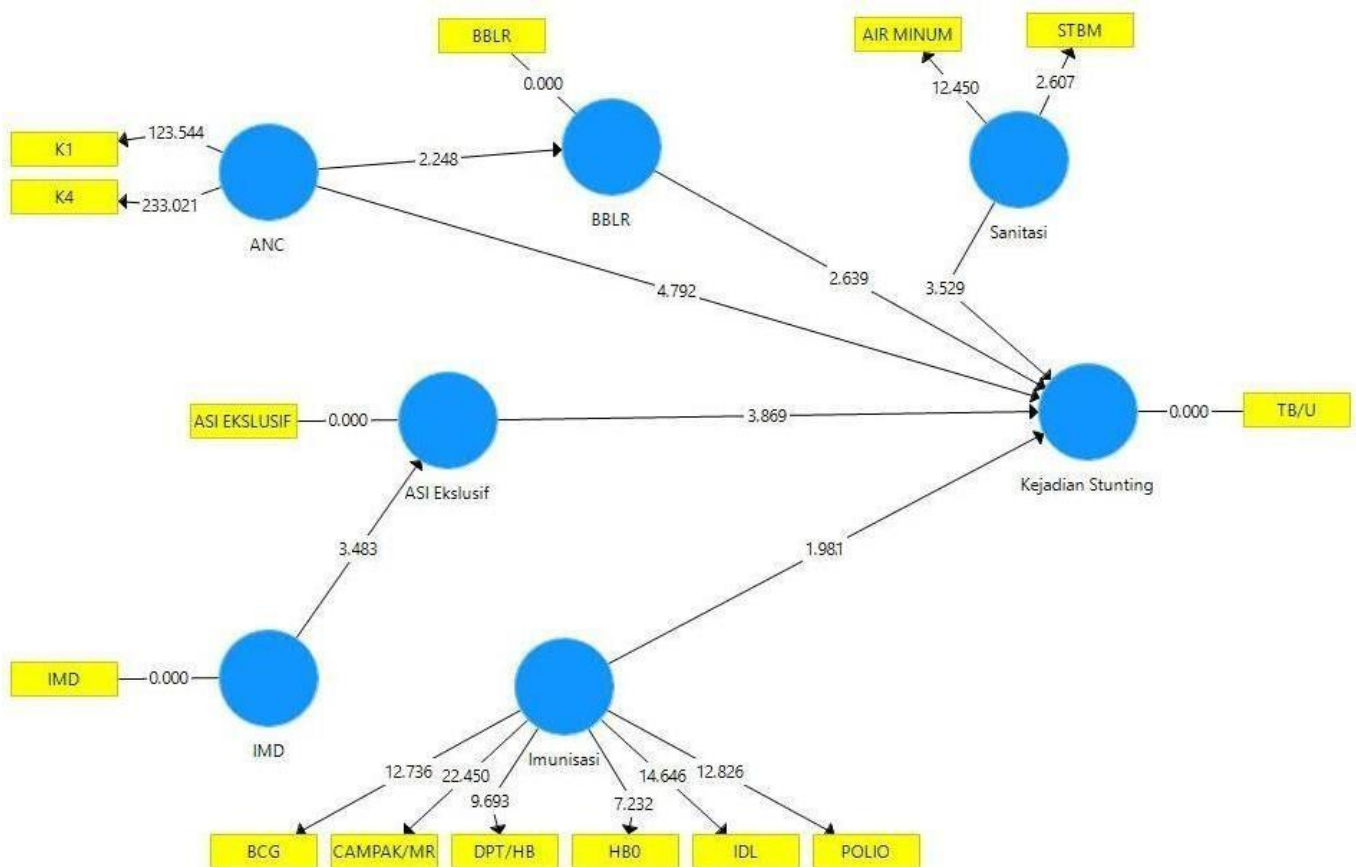 BBLR
AIR MINUM
STBM
0.000
12.450
2.607
K1
123.544
K4
233.021
2.248
ANC
BBLR
Sanitasi
2.639
3.529
4.792
ASI EKSLUSIF
0.000
3.869
0.000
TB/U
ASI Ekslusif
Kejadian Stunting
3.483
1.981
IMD
0.000
IMD
Imunisasi
12.736
22.450
9.693
7.232
14.646
12.826
BCG
CAMPAK/MR
DPT/HB
HB0
IDL
POLIO